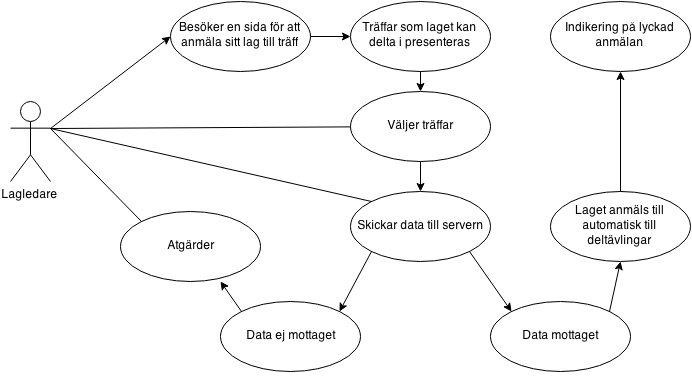 Besöker en sida för att
anmäla sitt lag till träff
Träffar som laget kan
delta i presenteras
Indikering på lyckad
anmälan
Väljer träffar
Lagledare
Skickar data till servern
Laget anmäls till
automatisk till
deltävlingar
Atgärder
Data ej mottaget
Data mottaget